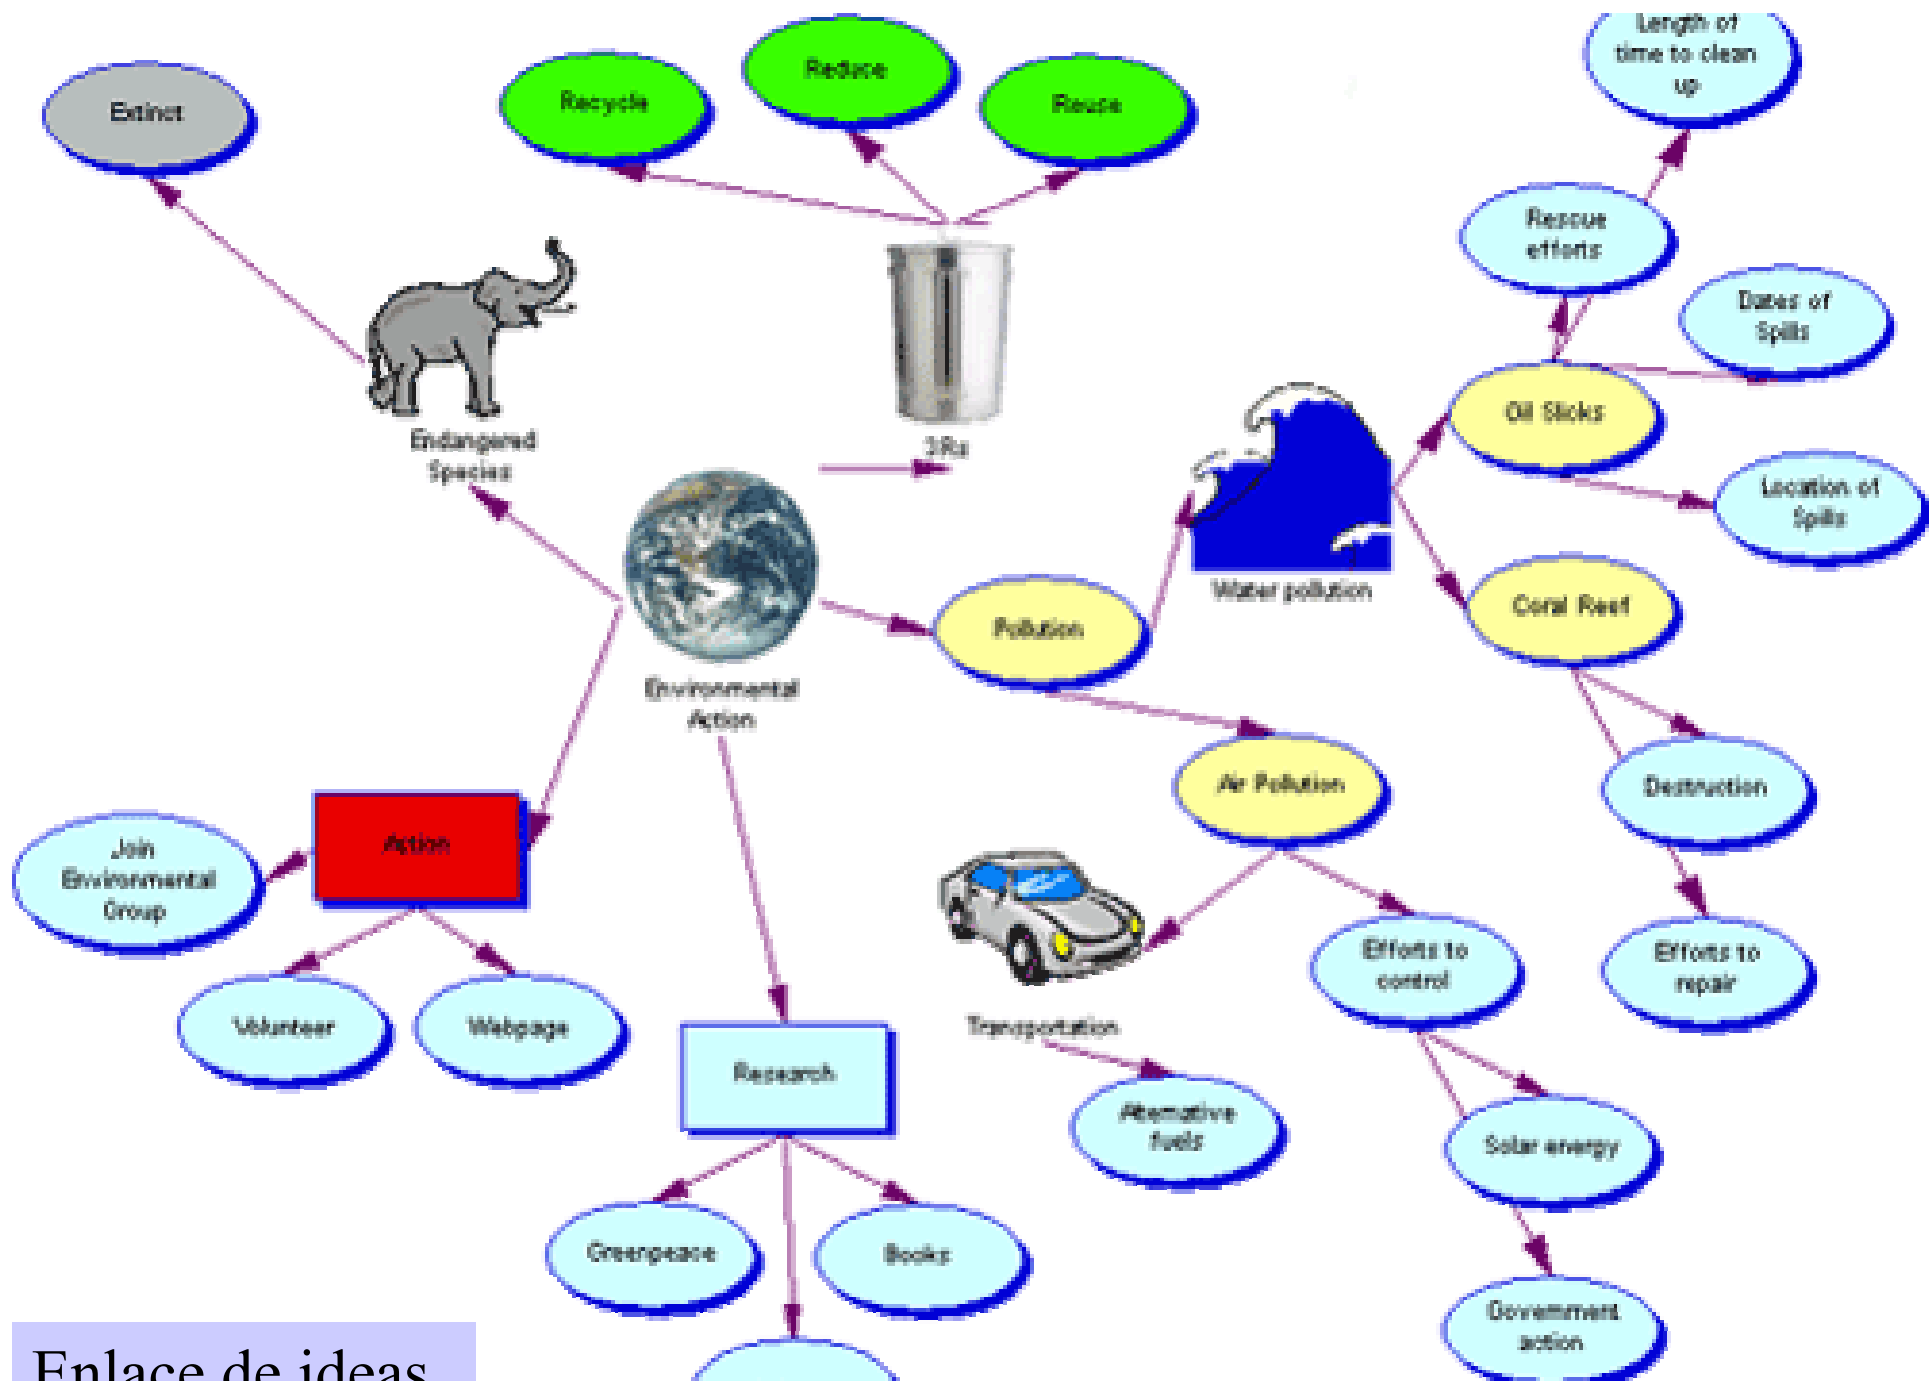 Length of
time to clean
up
Reduce
Recycle
Reuse
Extinct
Rescue
efforts
Dates of
Spills
Oil Slicks
Endangered
Species
3Rs
Location of
Spills
Water pollution
Coral Reef
Pollution
Environmental
Action
Air Pollution
Destruction
Action
Join
Environmental
Group
Efforts to
control
Efforts to
repair
Volunteer
Webpage
Transportation
Research
Alternative
fuels
Solar energy
Greenpeace
Books
Government
action
Enlace de ideas